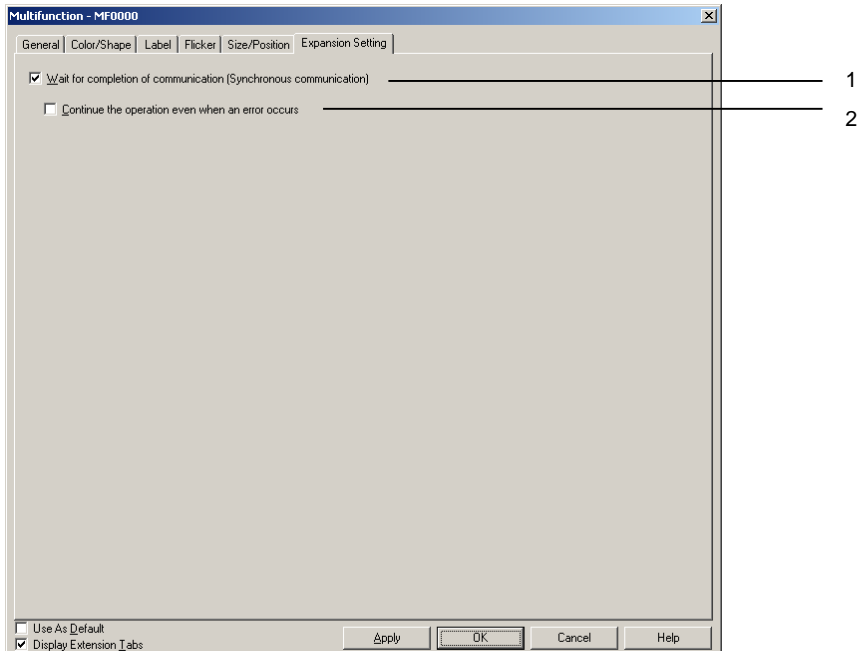 Multifunction - MF0000
General Color/Shape Label Flicker Size/Position Expansion Setting
Wait for completion of communication (Synchronous communication)
1
Continue the operation even when an error occurs
2
Use As Default
Display Extension Tabs
Apply OK Cancel Help